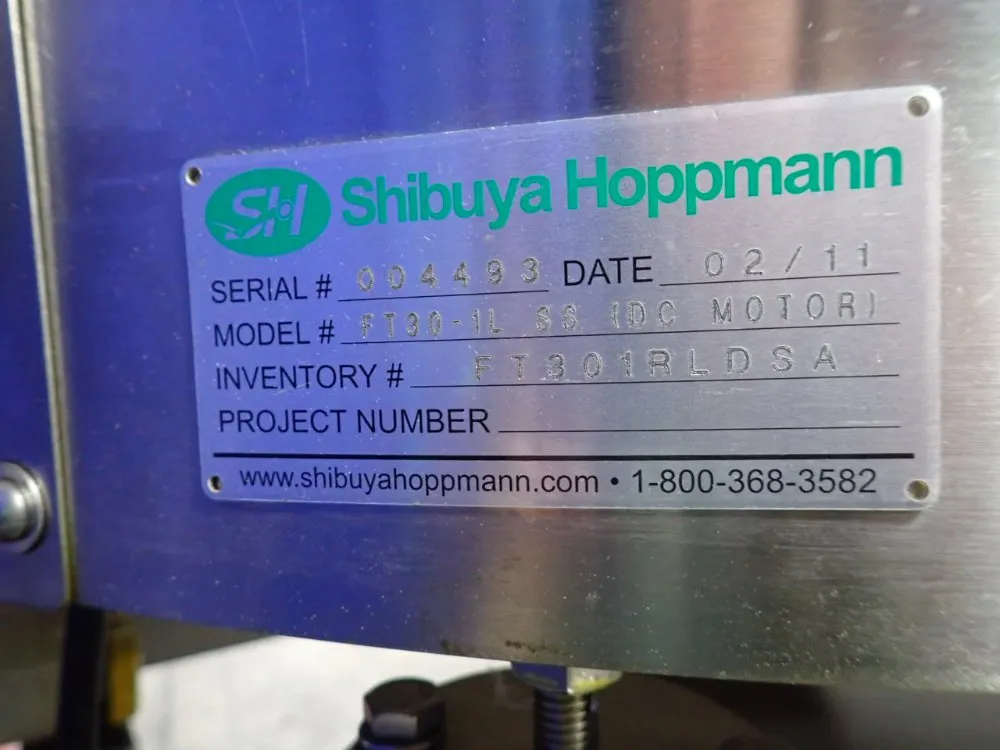 SH Shibuya Hoppmann
SERIAL # 004493 DATE 02/11
MODEL # FT30-1L SS (DC MOTOR)
INVENTORY # FT301RLDSA
PROJECT NUMBER
www.shibuyahoppmann.com • 1-800-368-3582